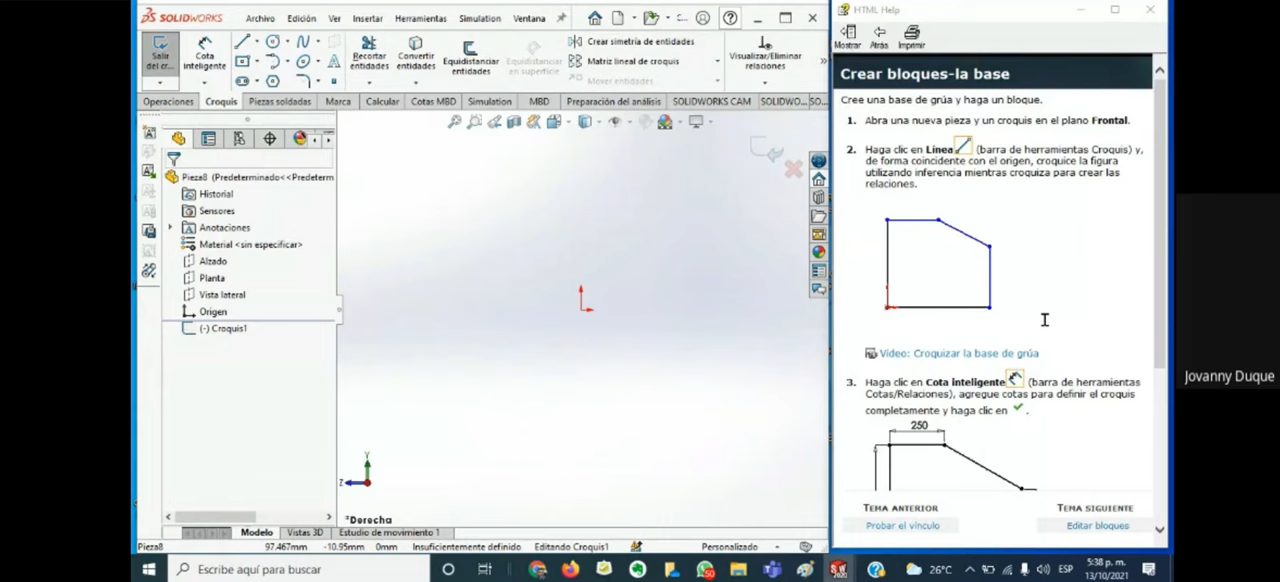 SOLIDWORKS
Archivo Edición Ver Insertar Herramientas Simulation Ventana
Salir del cr...
Cota inteligente
Recortar entidades
Convertir entidades
Equidistanciar entidades
Equidistanciar en superficie
Crear simetría de entidades
Matriz lineal de croquis
Mover entidades
Visualizar/Eliminar relaciones
Operaciones Croquis Piezas soldadas Marca Calcular Cotas MBD Simulation MBD Preparación del análisis SOLIDWORKS CAM SOLIDWO... SO...
Pieza8 (Predeterminado<<Predeterm
Historial
Sensores
Anotaciones
Material <sin especificar>
Alzado
Planta
Vista lateral
Origen
(-) Croquis1
Y
Z
*Derecha
Modelo Vistas 3D Estudio de movimiento 1
Pieza8 97.467mm -10.95mm 0mm Insuficientemente definido Editando Croquis1 Personalizado
HTML Help
Mostrar Atrás Imprimir
Crear bloques-la base
Cree una base de grúa y haga un bloque.
1. Abra una nueva pieza y un croquis en el plano Frontal.
2. Haga clic en Línea (barra de herramientas Croquis) y,
de forma coincidente con el origen, croquice la figura
utilizando inferencia mientras croquiza para crear las
relaciones.
Vídeo: Croquizar la base de grúa
3. Haga clic en Cota inteligente (barra de herramientas
Cotas/Relaciones), agregue cotas para definir el croquis
completamente y haga clic en .
250
TEMA ANTERIOR TEMA SIGUIENTE
Probar el vínculo Editar bloques
Jovanny Duque
Escribe aquí para buscar
26°C ESP
5:38 p. m.
13/10/2021